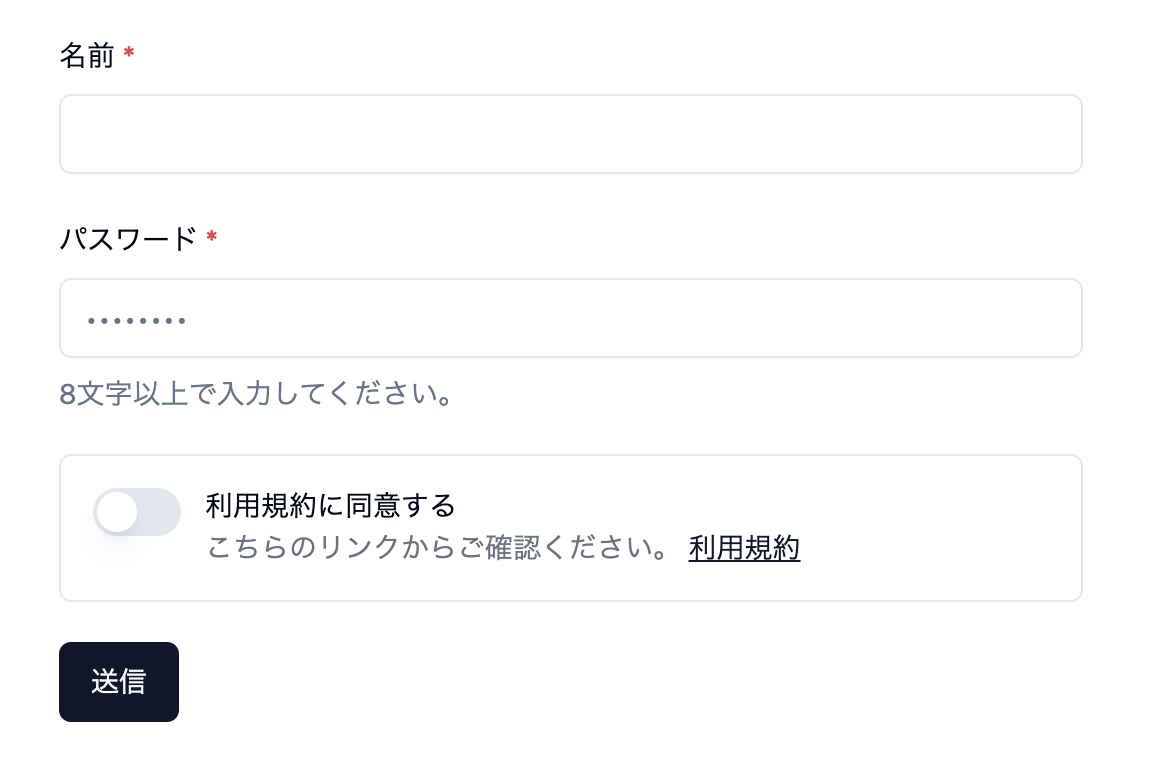 名前 *
パスワード *
••••••••
8文字以上で入力してください。
利用規約に同意する
こちらのリンクからご確認ください。 利用規約
送信